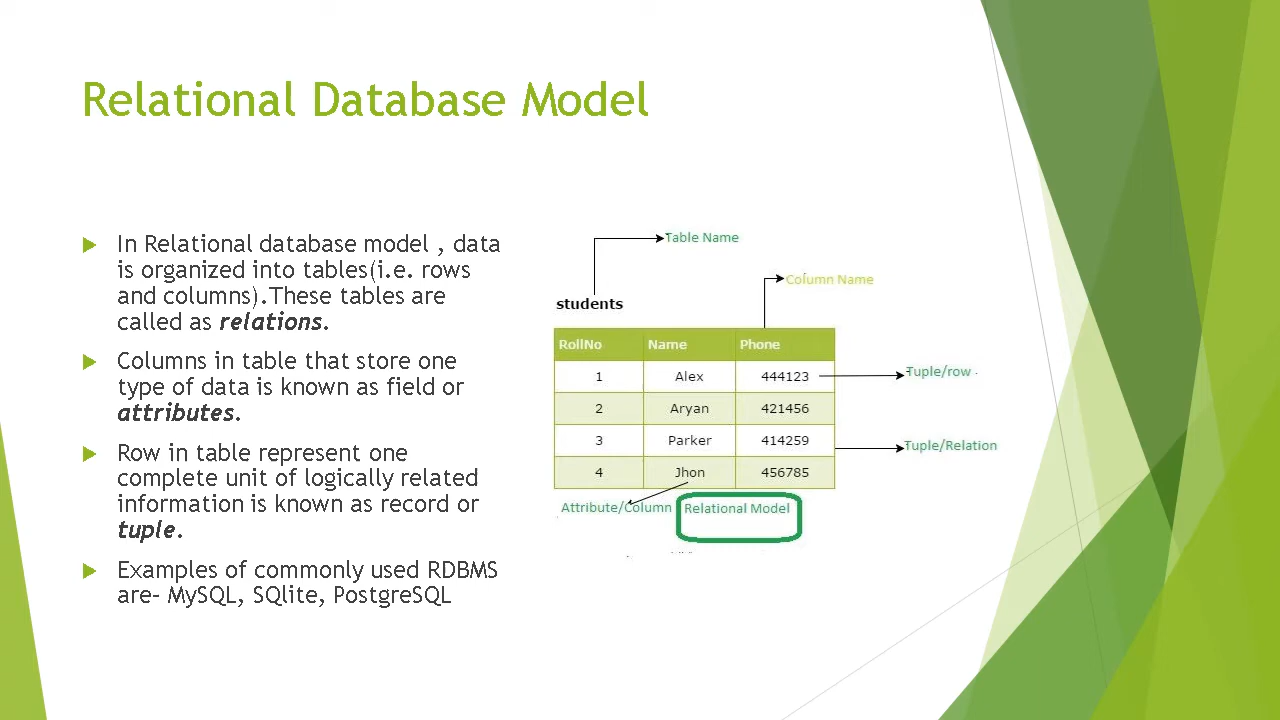 Relational Database Model
In Relational database model , data
is organized into tables(i.e. rows
and columns).These tables are
called as relations.
Columns in table that store one
type of data is known as field or
attributes.
Row in table represent one
complete unit of logically related
information is known as record or
tuple.
Examples of commonly used RDBMS
are- MySQL, SQlite, PostgreSQL
Table Name
Column Name
students
RollNo Name Phone
1 Alex 444123
Tuple/row
2 Aryan 421456
3 Parker 414259
Tuple/Relation
4 Jhon 456785
Attribute/Column
Relational Model